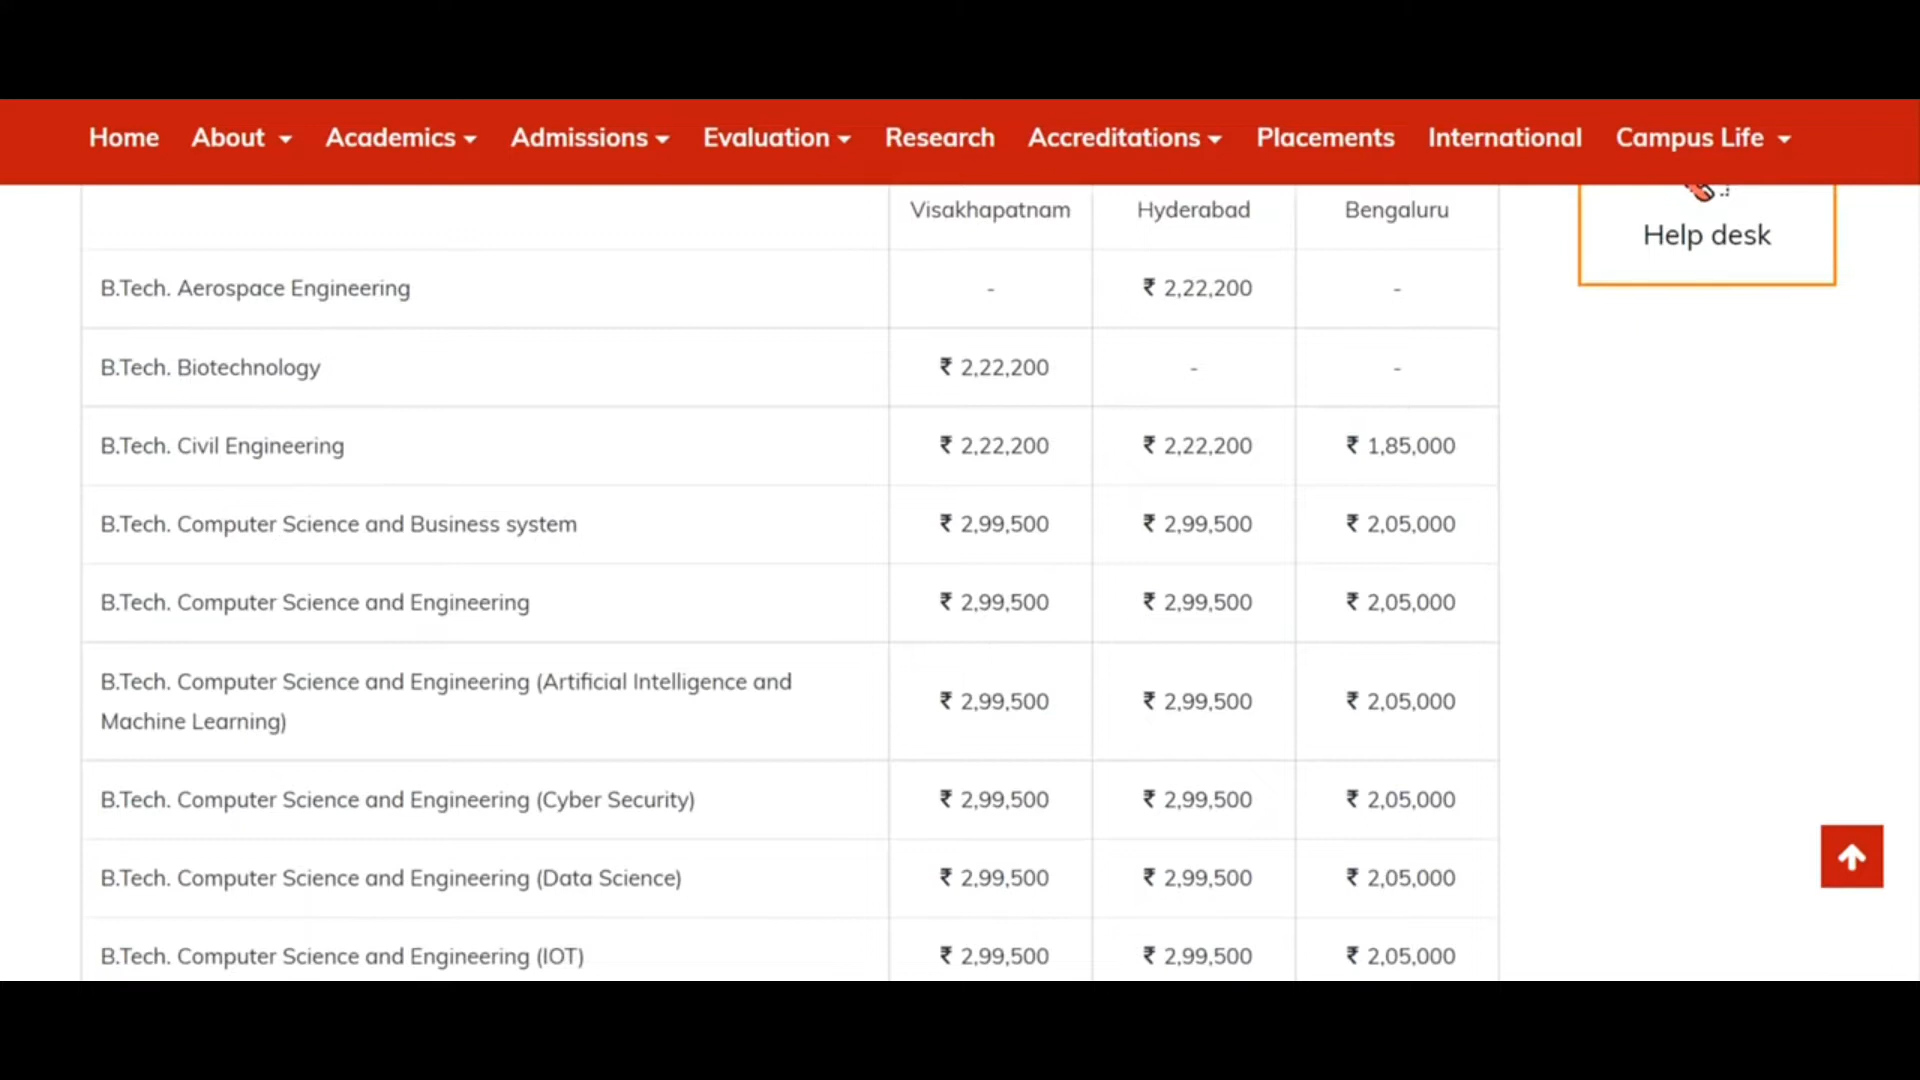 Home About Academics Admissions Evaluation Research Accreditations Placements International Campus Life
Visakhapatnam Hyderabad Bengaluru
Help desk
B.Tech. Aerospace Engineering - ₹ 2,22,200 -
B.Tech. Biotechnology ₹ 2,22,200 - -
B.Tech. Civil Engineering ₹ 2,22,200 ₹ 2,22,200 ₹ 1,85,000
B.Tech. Computer Science and Business system ₹ 2,99,500 ₹ 2,99,500 ₹ 2,05,000
B.Tech. Computer Science and Engineering ₹ 2,99,500 ₹ 2,99,500 ₹ 2,05,000
B.Tech. Computer Science and Engineering (Artificial Intelligence and
Machine Learning) ₹ 2,99,500 ₹ 2,99,500 ₹ 2,05,000
B.Tech. Computer Science and Engineering (Cyber Security) ₹ 2,99,500 ₹ 2,99,500 ₹ 2,05,000
B.Tech. Computer Science and Engineering (Data Science) ₹ 2,99,500 ₹ 2,99,500 ₹ 2,05,000
B.Tech. Computer Science and Engineering (IOT) ₹ 2,99,500 ₹ 2,99,500 ₹ 2,05,000